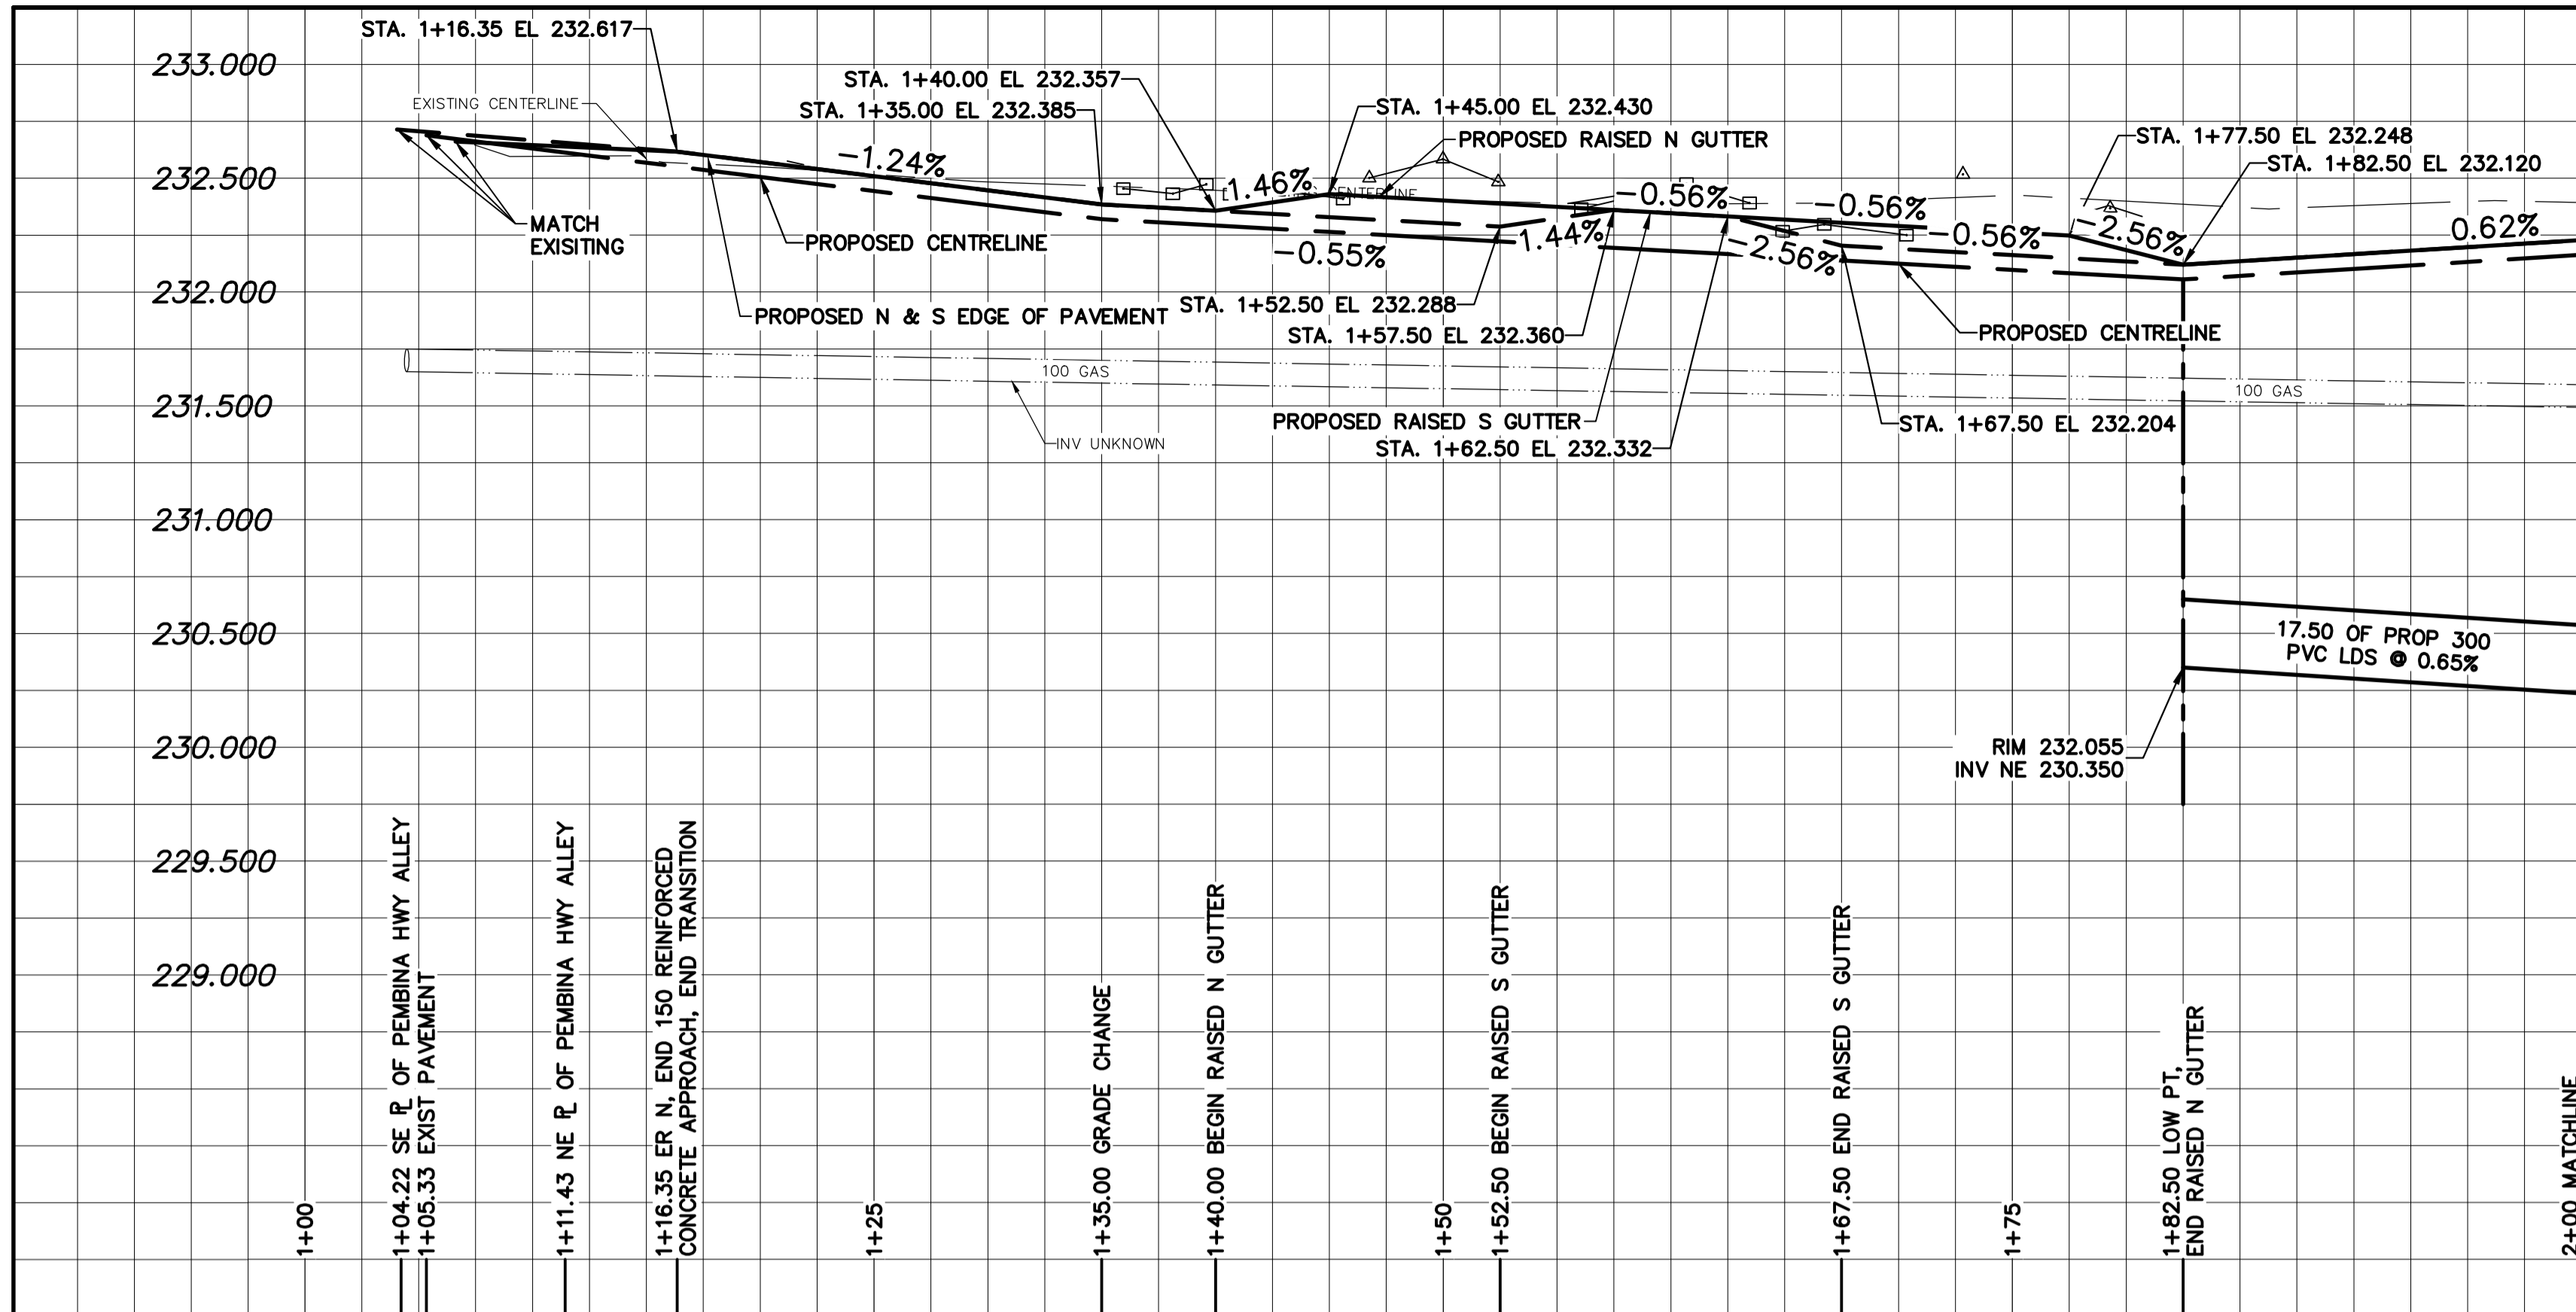 STA. 1+16.35 EL 232.617
233.000
STA. 1+40.00 EL 232.357
EXISTING CENTERLINE
STA. 1+35.00 EL 232.385
STA. 1+45.00 EL 232.430
PROPOSED RAISED N GUTTER
STA. 1+77.50 EL 232.248
STA. 1+82.50 EL 232.120
-1.24%
232.500
1.46%
CENTERLINE
-0.56%
-0.56%
-0.56%
-2.56%
0.62%
MATCH
EXISITING
PROPOSED CENTRELINE
-0.55%
1.44%
-2.56%
232.000
PROPOSED N & S EDGE OF PAVEMENT
STA. 1+52.50 EL 232.288
STA. 1+57.50 EL 232.360
PROPOSED CENTRELINE
100 GAS
100 GAS
231.500
INV UNKNOWN
PROPOSED RAISED S GUTTER
STA. 1+62.50 EL 232.332
STA. 1+67.50 EL 232.204
231.000
230.500
17.50 OF PROP 300
PVC LDS @ 0.65%
230.000
RIM 232.055
INV NE 230.350
229.500
229.000
1+00
1+04.22 SE PL OF PEMBINA HWY ALLEY
1+05.33 EXIST PAVEMENT
1+11.43 NE PL OF PEMBINA HWY ALLEY
1+16.35 ER N, END 150 REINFORCED
CONCRETE APPROACH, END TRANSITION
1+25
1+35.00 GRADE CHANGE
1+40.00 BEGIN RAISED N GUTTER
1+50
1+52.50 BEGIN RAISED S GUTTER
1+67.50 END RAISED S GUTTER
1+75
1+82.50 LOW PT,
END RAISED N GUTTER
2+00 MATCHLINE